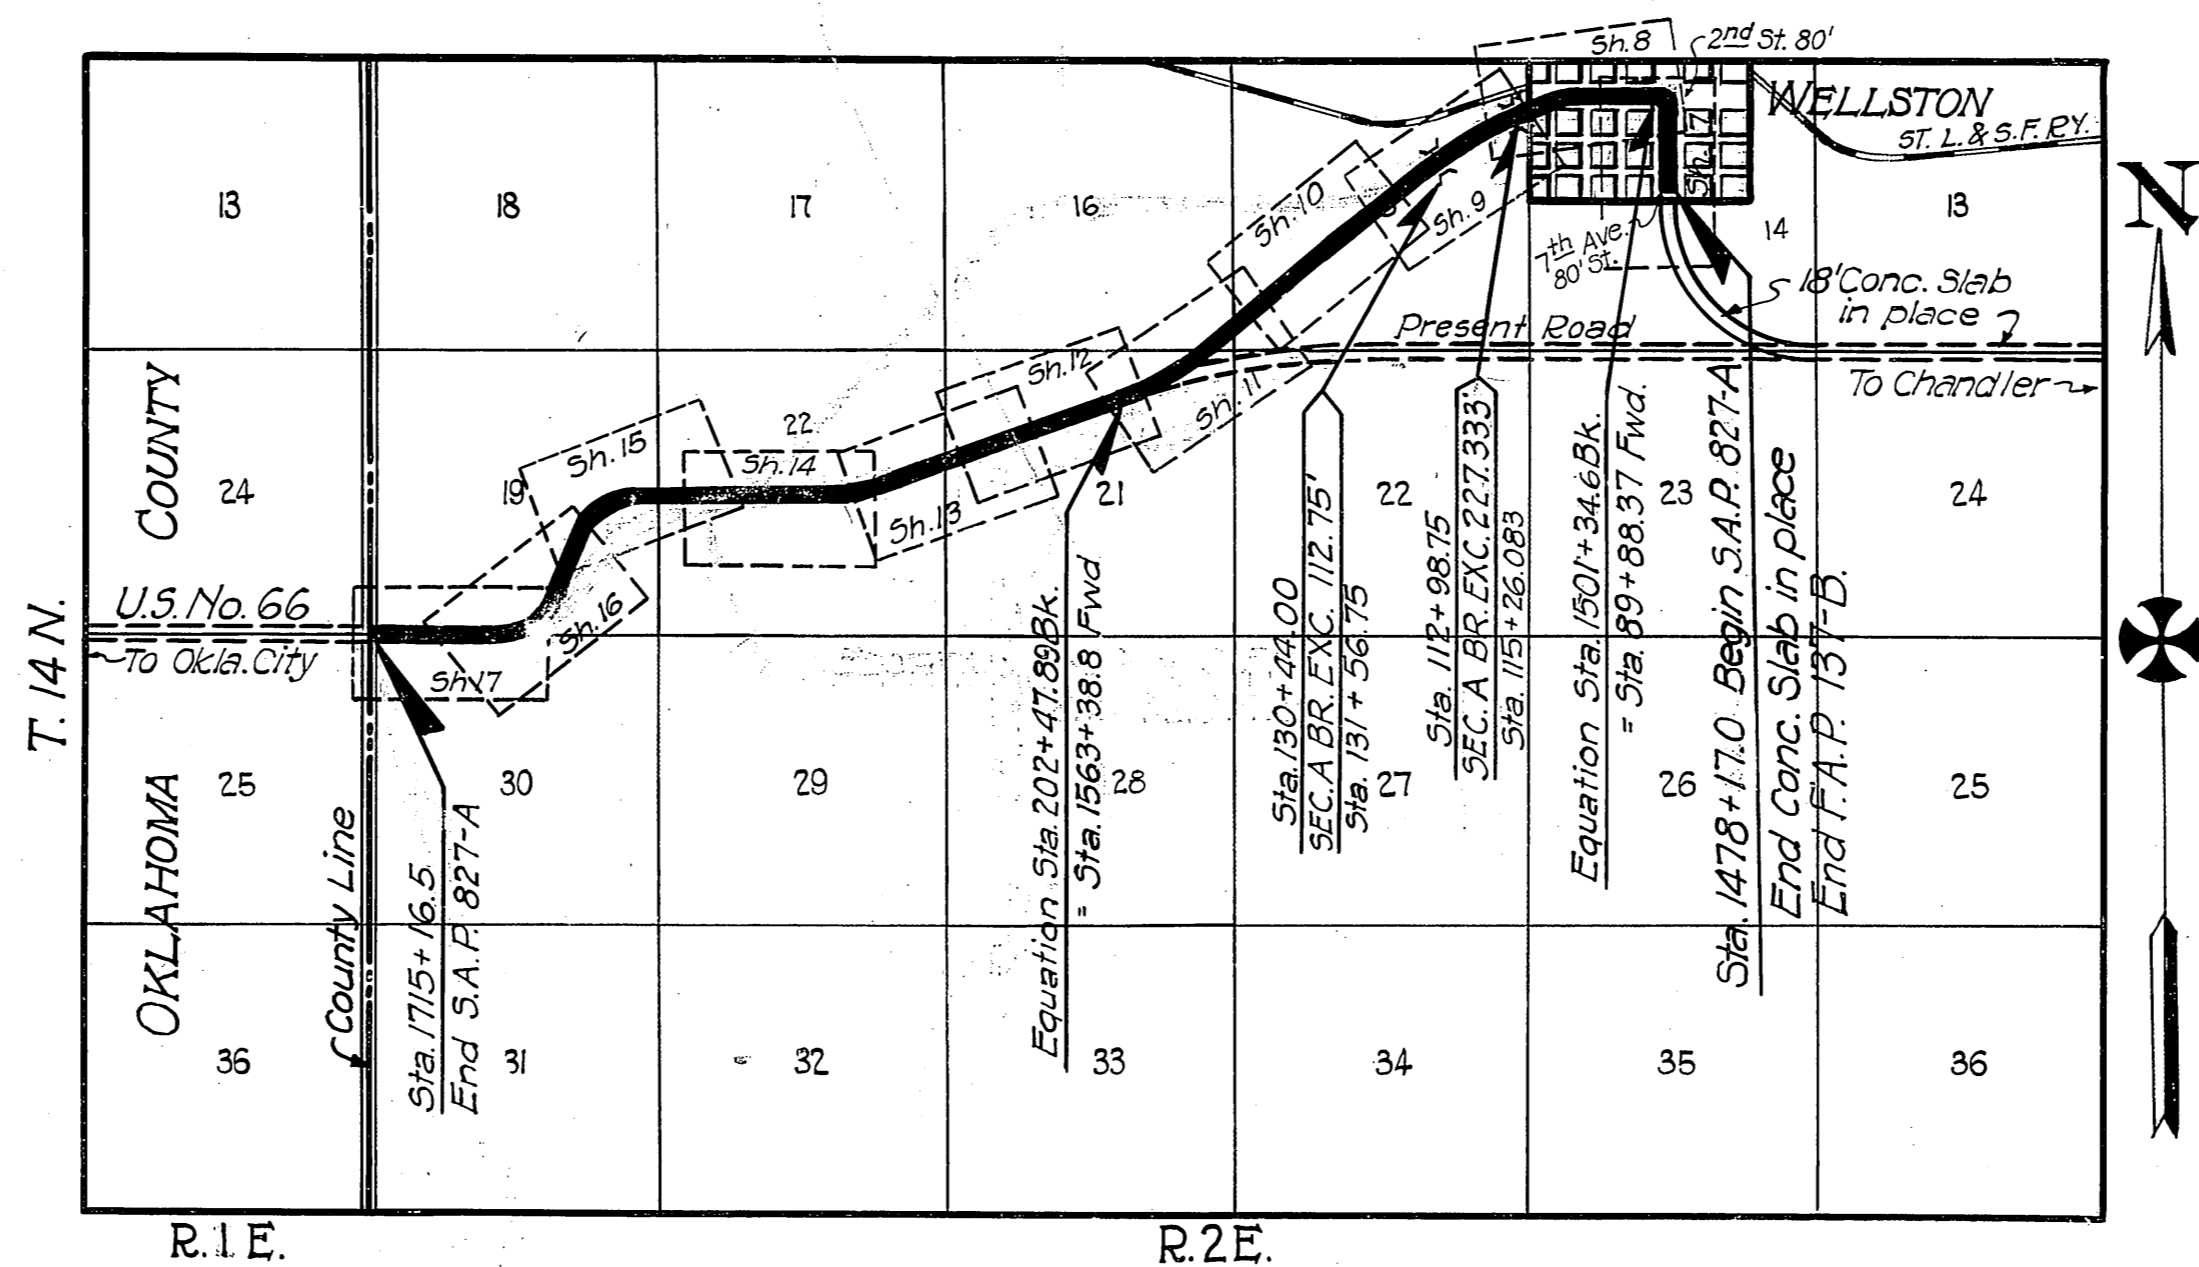 Sh. 8
2nd St. 80'
WELLSTON
ST. L. & S.F. RY.
N
13
18
17
16
Sh. 10
Sh. 9
Sh. 7
14
13
7th Ave.
80' St.
18' Conc. Slab
in place
Present Road
To Chandler
COUNTY
24
19
Sh. 15
22
Sh. 14
Sh. 13
Sh. 12
Sh. 11
21
22
23
24
U.S. No. 66
To Okla. City
Sh. 16
Sh. 17
T. 14 N.
OKLAHOMA
25
30
29
28
27
26
25
County Line
Sta. 1715+16.5
End S.A.P. 827-A
Equation Sta. 202+47.89 Bk.
= Sta. 1563+38.8 Fwd
Sta. 130+44.00
SEC. A BR. EXC. 112.75'
Sta. 131+56.75
Sta. 112+98.75
SEC. A BR. EXC. 227.333'
Sta. 115+26.083
Equation Sta. 1501+34.6 Bk.
= Sta. 89+88.37 Fwd.
Sta. 1478+17.0 Begin S.A.P. 827-A
End Conc. Slab in place
End F.A.P. 137-B.
36
31
32
33
34
35
36
R. 1 E.
R. 2 E.